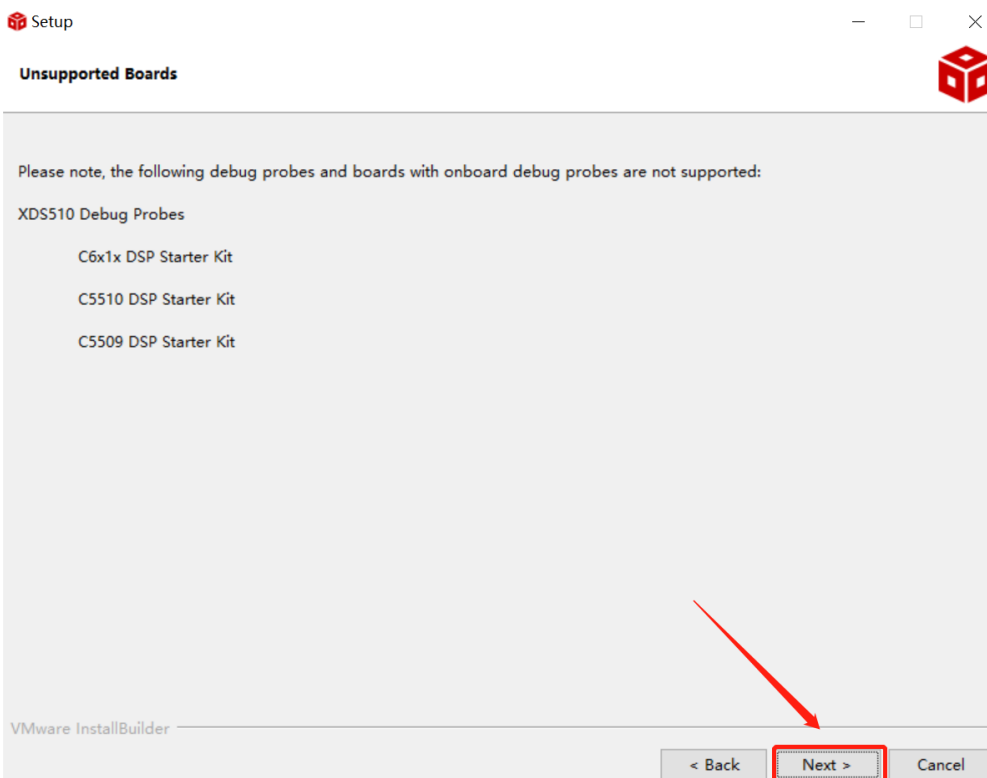 Setup
Unsupported Boards
Please note, the following debug probes and boards with onboard debug probes are not supported:
XDS510 Debug Probes
C6x1x DSP Starter Kit
C5510 DSP Starter Kit
C5509 DSP Starter Kit
VMware InstallBuilder
< Back Next > Cancel